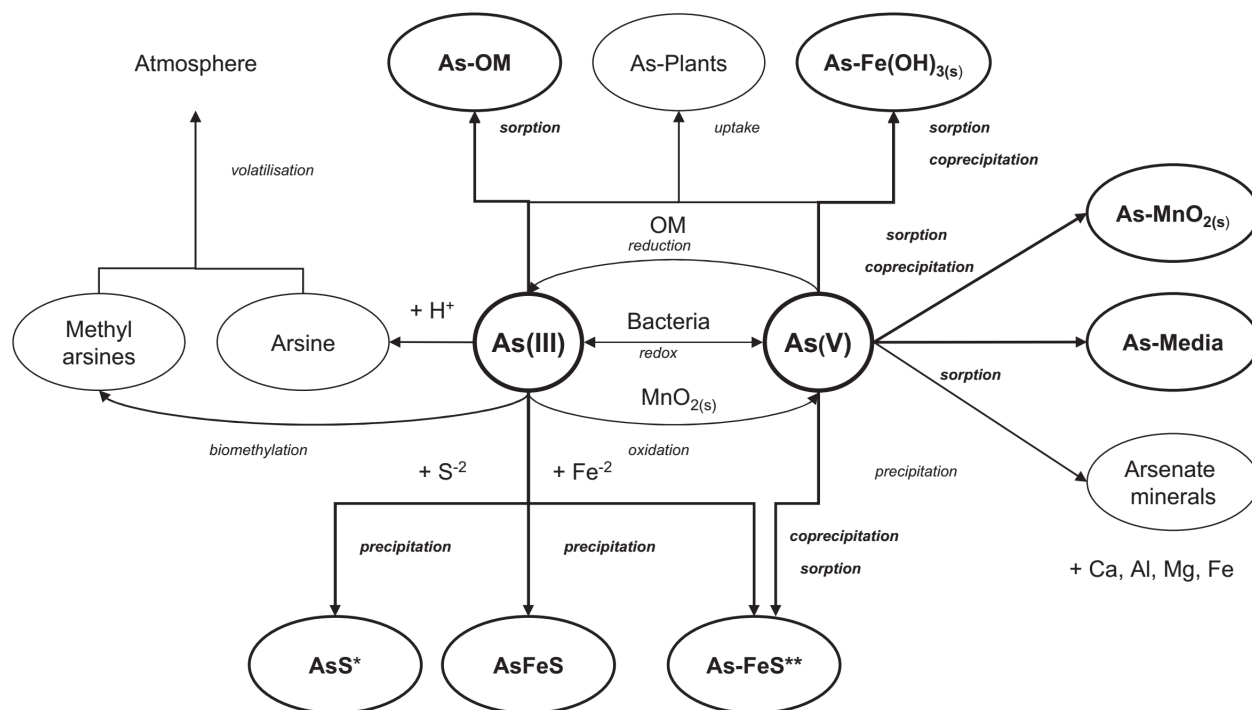 Atmosphere
As-OM
As-Plants
As-Fe(OH)3(s)
sorption
uptake
sorption
coprecipitation
volatilisation
As-MnO2(s)
OM
reduction
sorption
coprecipitation
Methyl
arsines
Arsine
+ H+
As(III)
Bacteria
redox
As(V)
As-Media
sorption
MnO2(s)
biomethylation
oxidation
+ S-2
+ Fe-2
precipitation
Arsenate
minerals
precipitation
precipitation
coprecipitation
sorption
+ Ca, Al, Mg, Fe
AsS*
AsFeS
As-FeS**